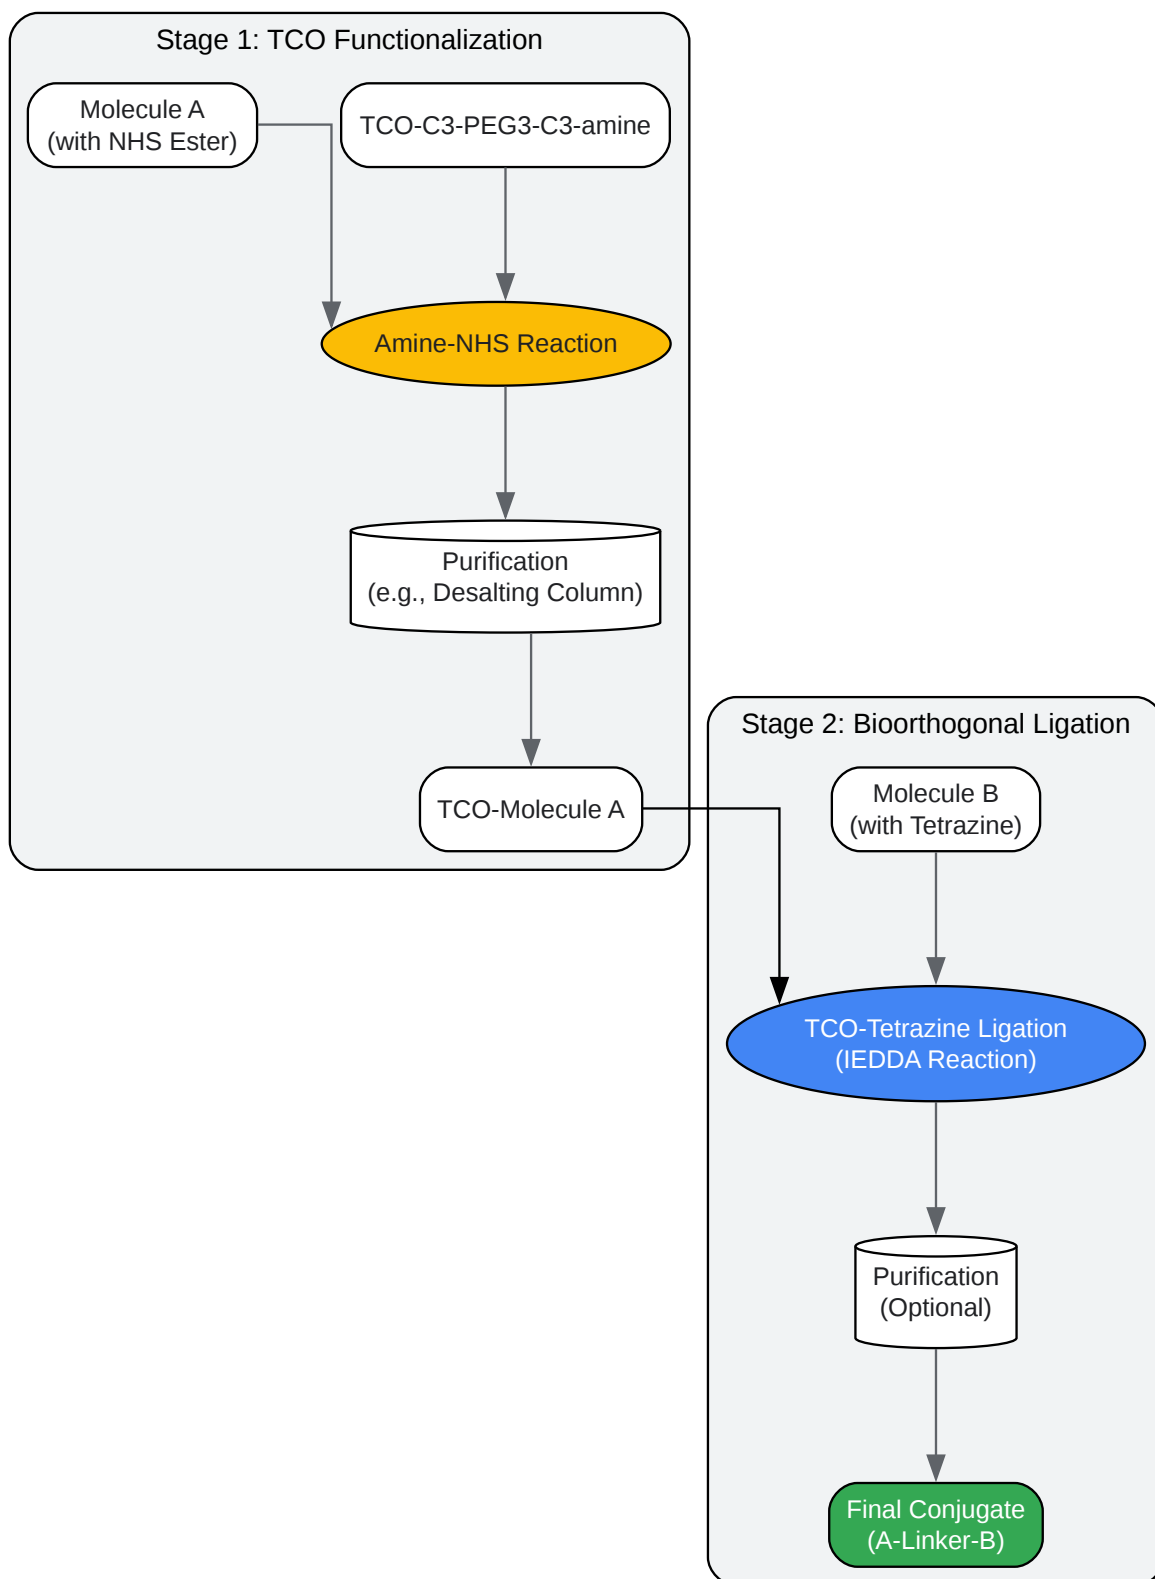 Stage 1: TCO Functionalization
Molecule A
(with NHS Ester)
TCO-C3-PEG3-C3-amine
Amine-NHS Reaction
Purification
(e.g., Desalting Column)
TCO-Molecule A
Stage 2: Bioorthogonal Ligation
Molecule B
(with Tetrazine)
TCO-Tetrazine Ligation
(IEDDA Reaction)
Purification
(Optional)
Final Conjugate
(A-Linker-B)